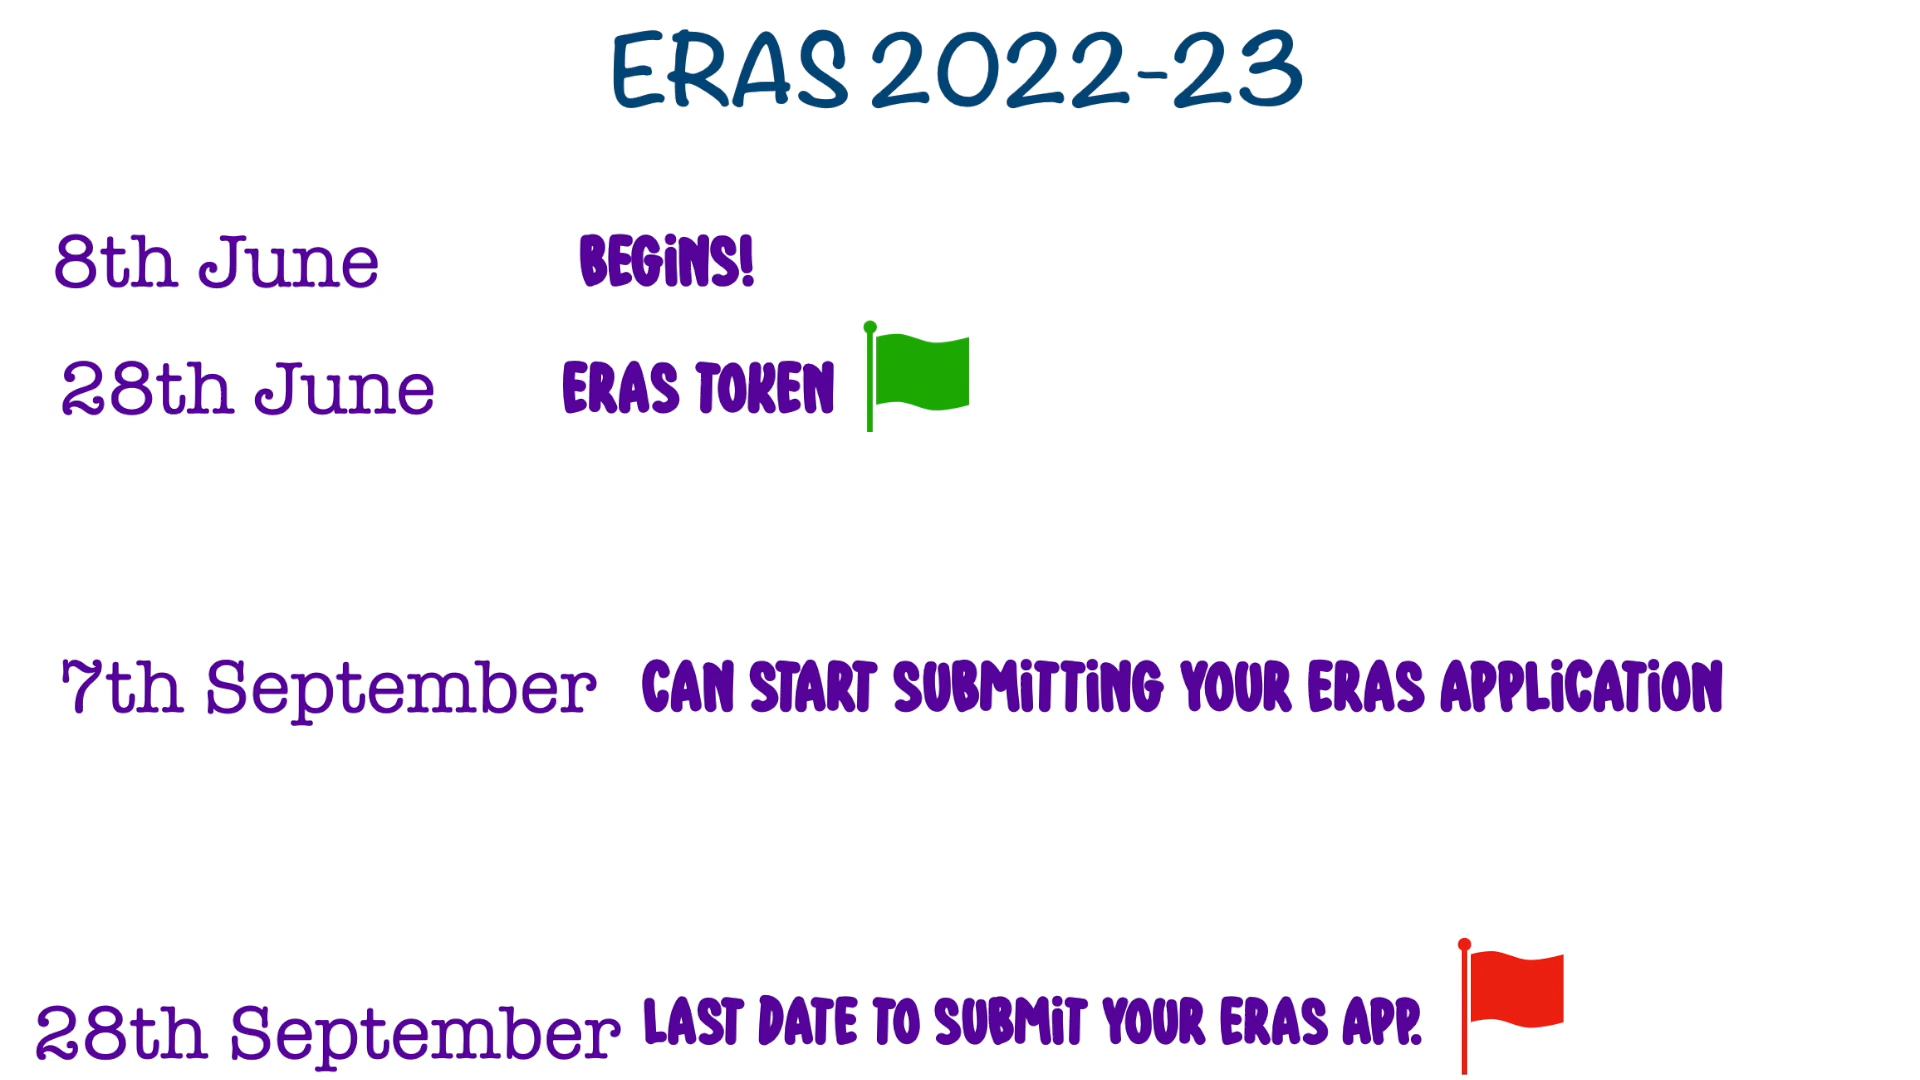 ERAS 2022-23
8th June BEGiNS!
28th June ERAS TOKEN
7th September CAN START SUBMiTTiNG YOUR ERAS APPLiCATiON
28th September LAST DATE TO SUBMiT YOUR ERAS APP.